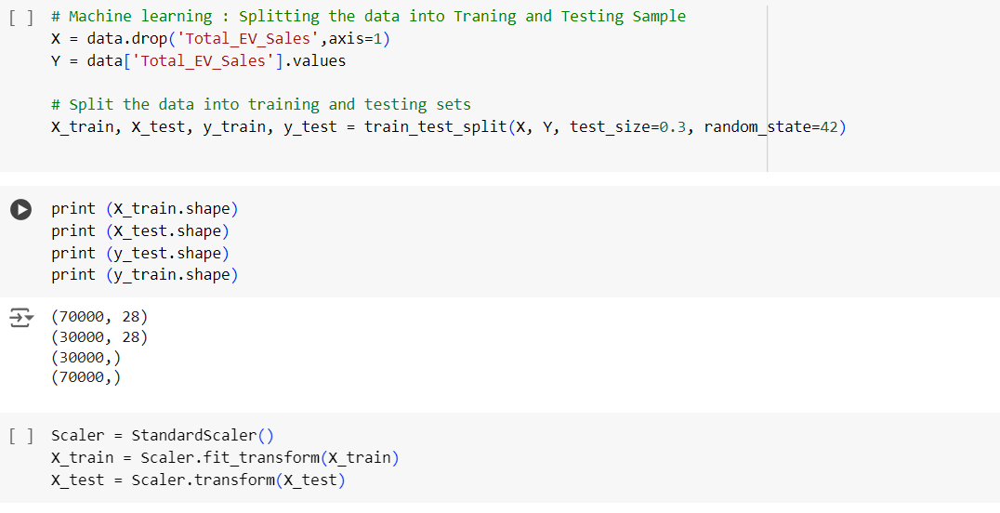 [ ] # Machine learning : Splitting the data into Traning and Testing Sample
X = data.drop('Total_EV_Sales',axis=1)
Y = data['Total_EV_Sales'].values
# Split the data into training and testing sets
X_train, X_test, y_train, y_test = train_test_split(X, Y, test_size=0.3, random_state=42)
print (X_train.shape)
print (X_test.shape)
print (y_test.shape)
print (y_train.shape)
(70000, 28)
(30000, 28)
(30000,)
(70000,)
[ ] Scaler = StandardScaler()
X_train = Scaler.fit_transform(X_train)
X_test = Scaler.transform(X_test)